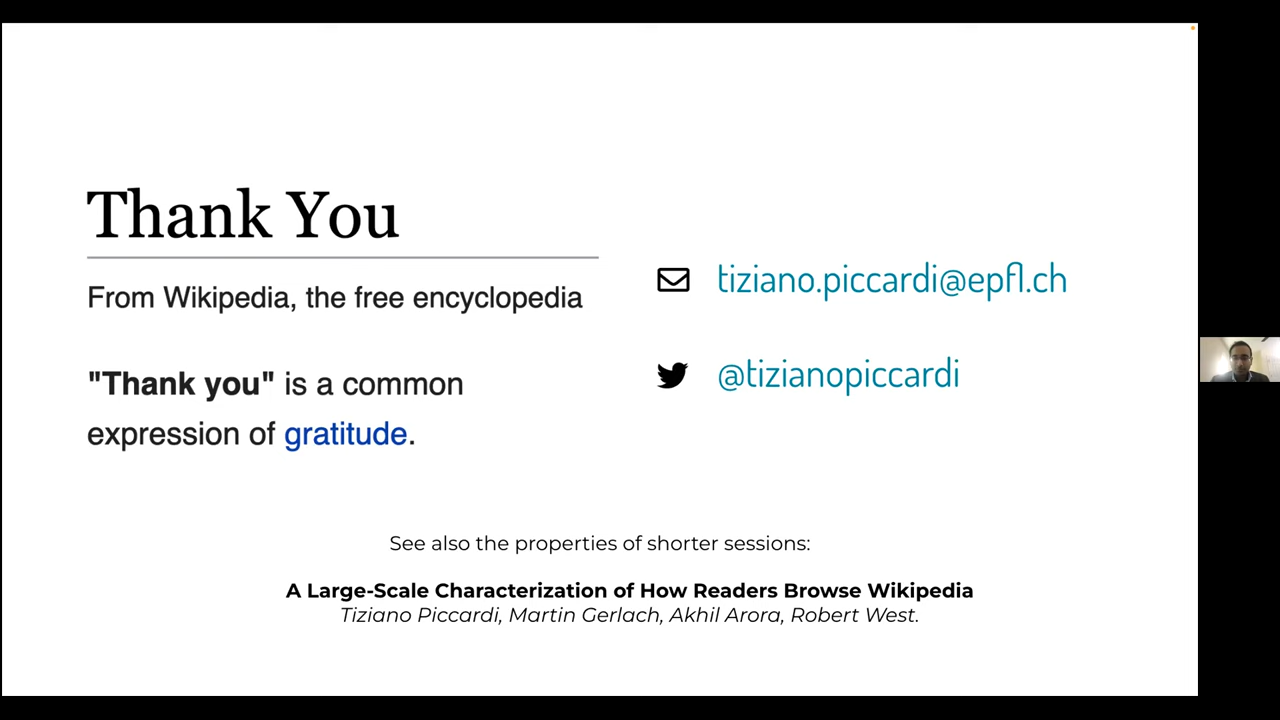 Thank You
From Wikipedia, the free encyclopedia
"Thank you" is a common
expression of gratitude.
tiziano.piccardi@epfl.ch
@tizianopiccardi
See also the properties of shorter sessions:
A Large-Scale Characterization of How Readers Browse Wikipedia
Tiziano Piccardi, Martin Gerlach, Akhil Arora, Robert West.